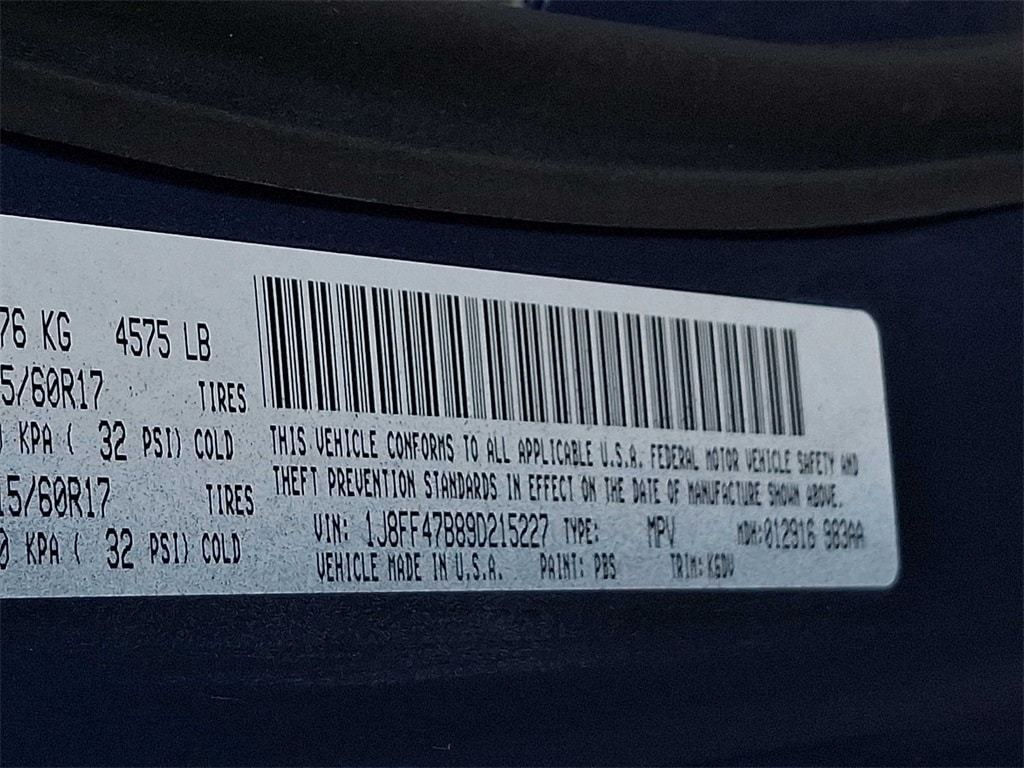 76 KG 4575 LB
5/60R17 TIRES
KPA ( 32 PSI) COLD
15/60R17 TIRES
0 KPA ( 32 PSI) COLD
THIS VEHICLE CONFORMS TO ALL APPLICABLE U.S.A. FEDERAL MOTOR VEHICLE SAFETY AND
THEFT PREVENTION STANDARDS IN EFFECT ON THE DATE OF MANUFACTURE SHOWN ABOVE.
VIN: 1J8FF47B89D215227 TYPE: MPV MDH:012916 983AA
VEHICLE MADE IN U.S.A. PAINT: PBS TRIM: K6DV